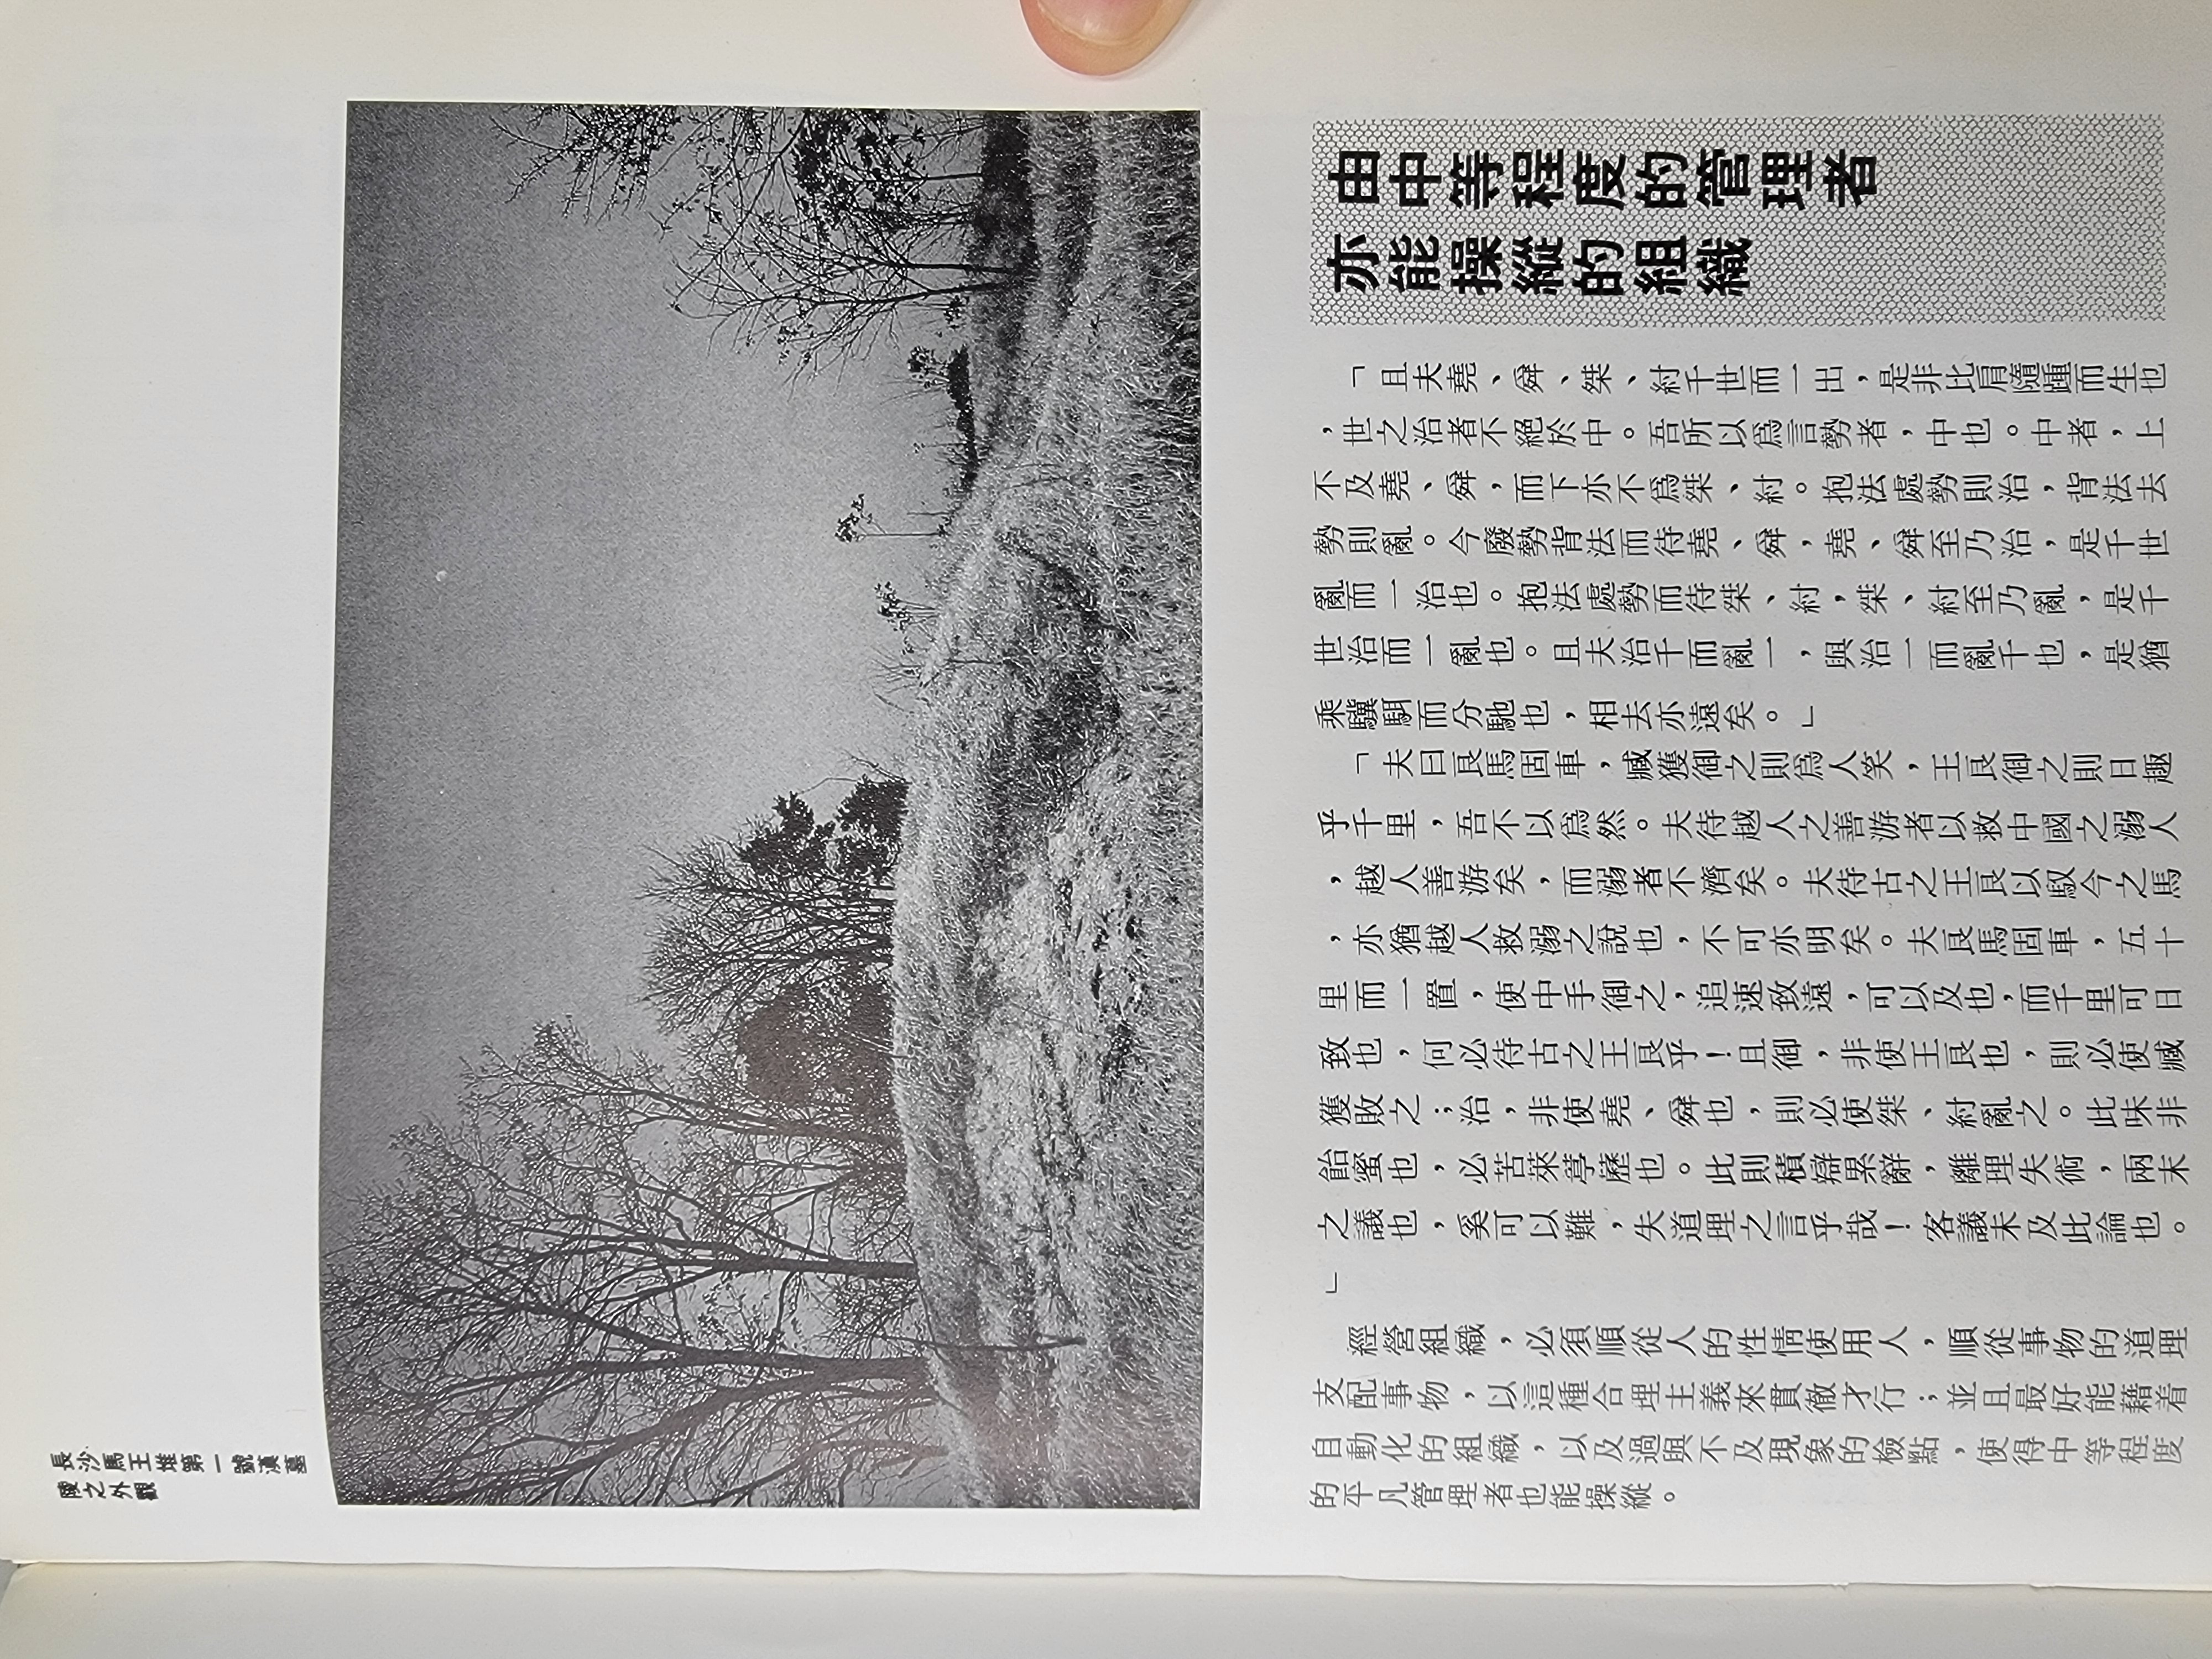 長沙馬王堆第一號漢墓
陵之外觀
由中等程度的管理者
亦能操縱的組織
「且夫堯、舜、桀、紂千世而一出，是非比肩隨踵而生也
，世之治者不絕於中。吾所以爲言勢者，中也。中者，上
不及堯、舜，而下亦不爲桀、紂。抱法處勢則治，背法去
勢則亂。今廢勢背法而待堯、舜，堯、舜至乃治，是千世
亂而一治也。抱法處勢而待桀、紂，桀、紂至乃亂，是千
世治而一亂也。且夫治千而亂一，與治一而亂千也，是猶
乘驥駬而分馳也，相去亦遠矣。」
「夫曰良馬固車，臧獲御之則爲人笑，王良御之則日趣
乎千里，吾不以爲然。夫待越人之善游者以救中國之溺人
，越人善游矣，而溺者不濟矣。夫待古之王良以馭今之馬
，亦猶越人救溺之說也，不可亦明矣。夫良馬固車，五十
里而一置，使中手御之，追速致遠，可以及也，而千里可日
致也，何必待古之王良乎！且御，非使王良也，則必使臧
獲敗之；治，非使堯、舜也，則必使桀、紂亂之。此味非
飴蜜也，必苦萊葶藶也。此則積辯累辭，離理失術，兩末
之議也，奚可以難，失道理之言乎哉！客議未及此論也。
」
經營組織，必須順從人的性情使用人，順從事物的道理
支配事物，以這種合理主義來貫徹才行；並且最好能藉着
自動化的組織，以及過與不及現象的檢點，使得中等程度
的平凡管理者也能操縱。